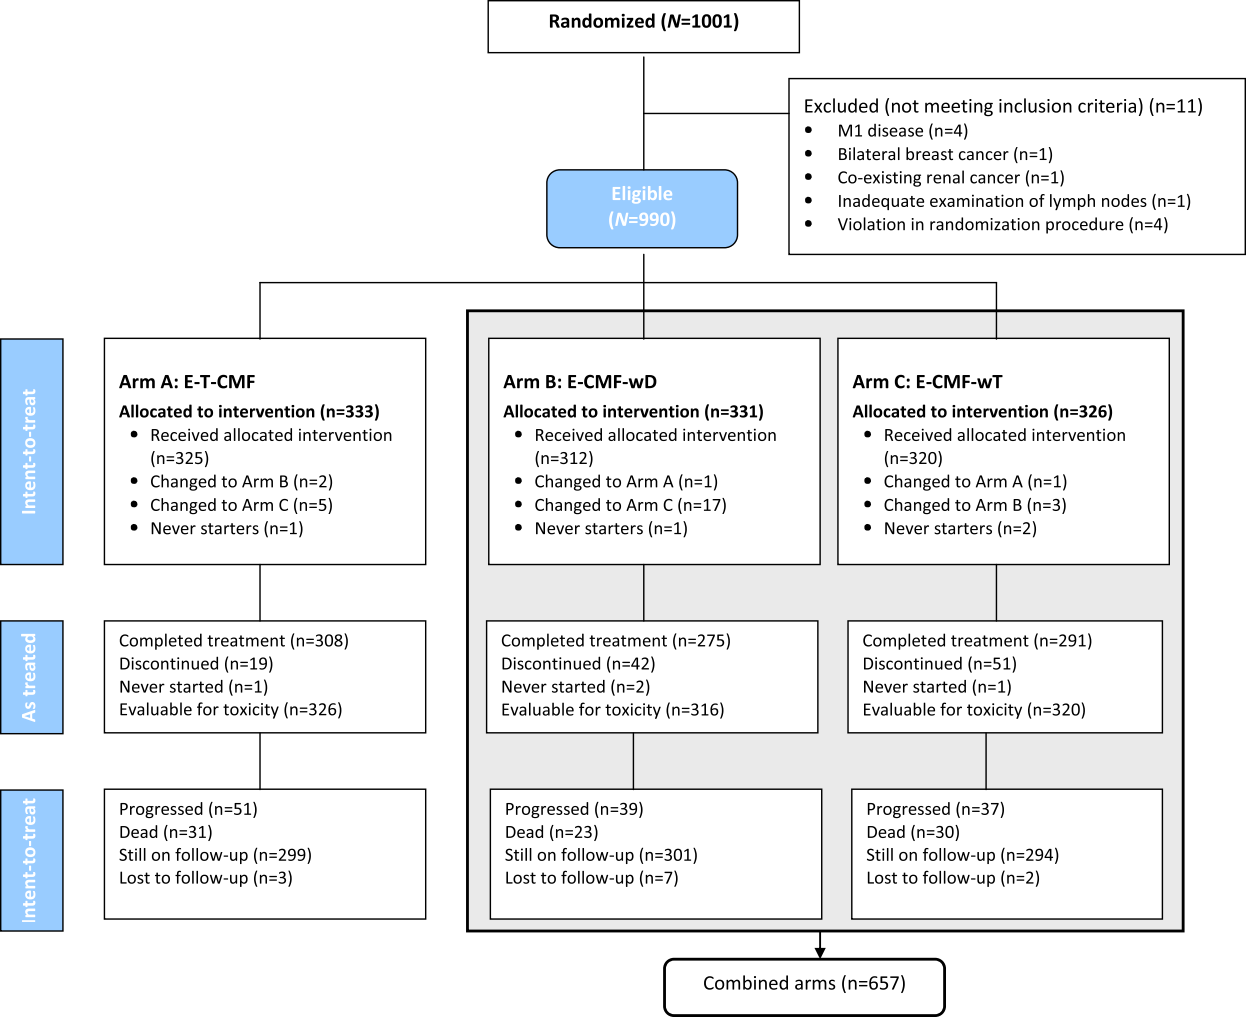 Randomized (N=1001)
Excluded (not meeting inclusion criteria) (n=11)
• M1 disease (n=4)
• Bilateral breast cancer (n=1)
• Co-existing renal cancer (n=1)
• Inadequate examination of lymph nodes (n=1)
• Violation in randomization procedure (n=4)
Eligible
(N=990)
Intent-to-treat
Arm A: E-T-CMF
Allocated to intervention (n=333)
• Received allocated intervention
(n=325)
• Changed to Arm B (n=2)
• Changed to Arm C (n=5)
• Never starters (n=1)
Arm B: E-CMF-wD
Allocated to intervention (n=331)
• Received allocated intervention
(n=312)
• Changed to Arm A (n=1)
• Changed to Arm C (n=17)
• Never starters (n=1)
Arm C: E-CMF-wT
Allocated to intervention (n=326)
• Received allocated intervention
(n=320)
• Changed to Arm A (n=1)
• Changed to Arm B (n=3)
• Never starters (n=2)
As treated
Completed treatment (n=308)
Discontinued (n=19)
Never started (n=1)
Evaluable for toxicity (n=326)
Completed treatment (n=275)
Discontinued (n=42)
Never started (n=2)
Evaluable for toxicity (n=316)
Completed treatment (n=291)
Discontinued (n=51)
Never started (n=1)
Evaluable for toxicity (n=320)
Intent-to-treat
Progressed (n=51)
Dead (n=31)
Still on follow-up (n=299)
Lost to follow-up (n=3)
Progressed (n=39)
Dead (n=23)
Still on follow-up (n=301)
Lost to follow-up (n=7)
Progressed (n=37)
Dead (n=30)
Still on follow-up (n=294)
Lost to follow-up (n=2)
Combined arms (n=657)